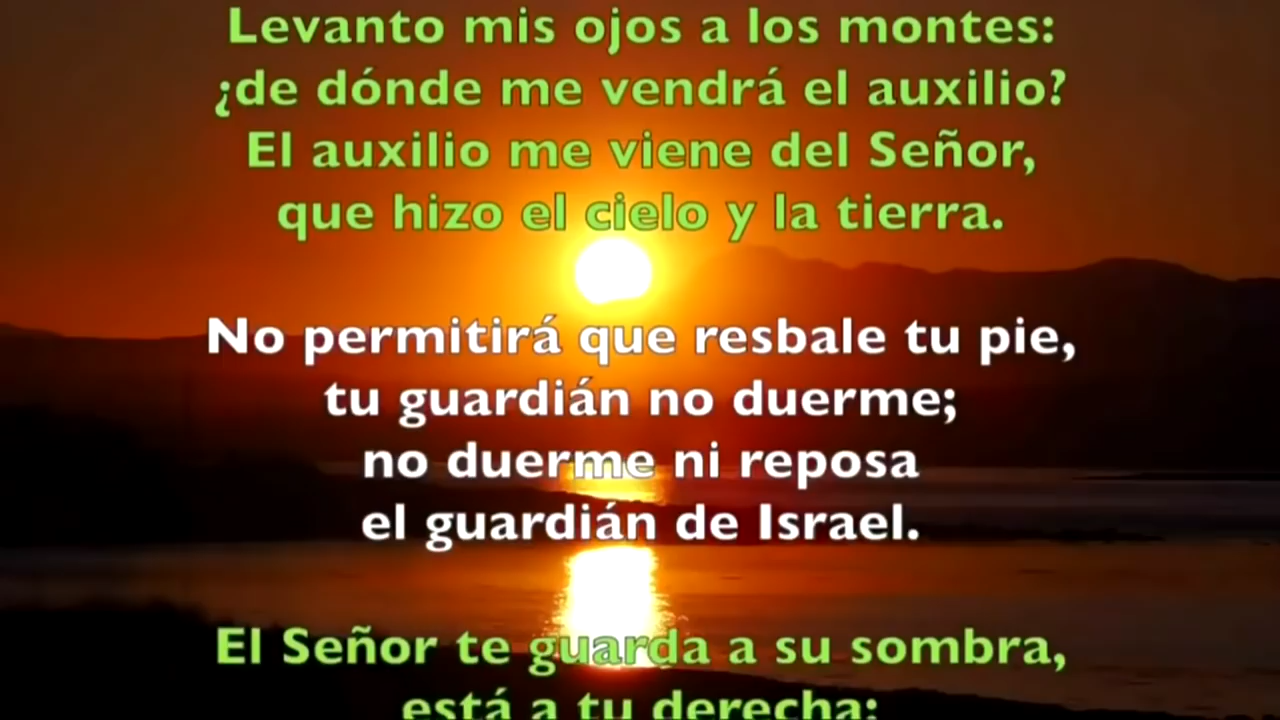 Levanto mis ojos a los montes:
¿de dónde me vendrá el auxilio?
El auxilio me viene del Señor,
que hizo el cielo y la tierra.
No permitirá que resbale tu pie,
tu guardián no duerme;
no duerme ni reposa
el guardián de Israel.
El Señor te guarda a su sombra,
está a tu derecha;